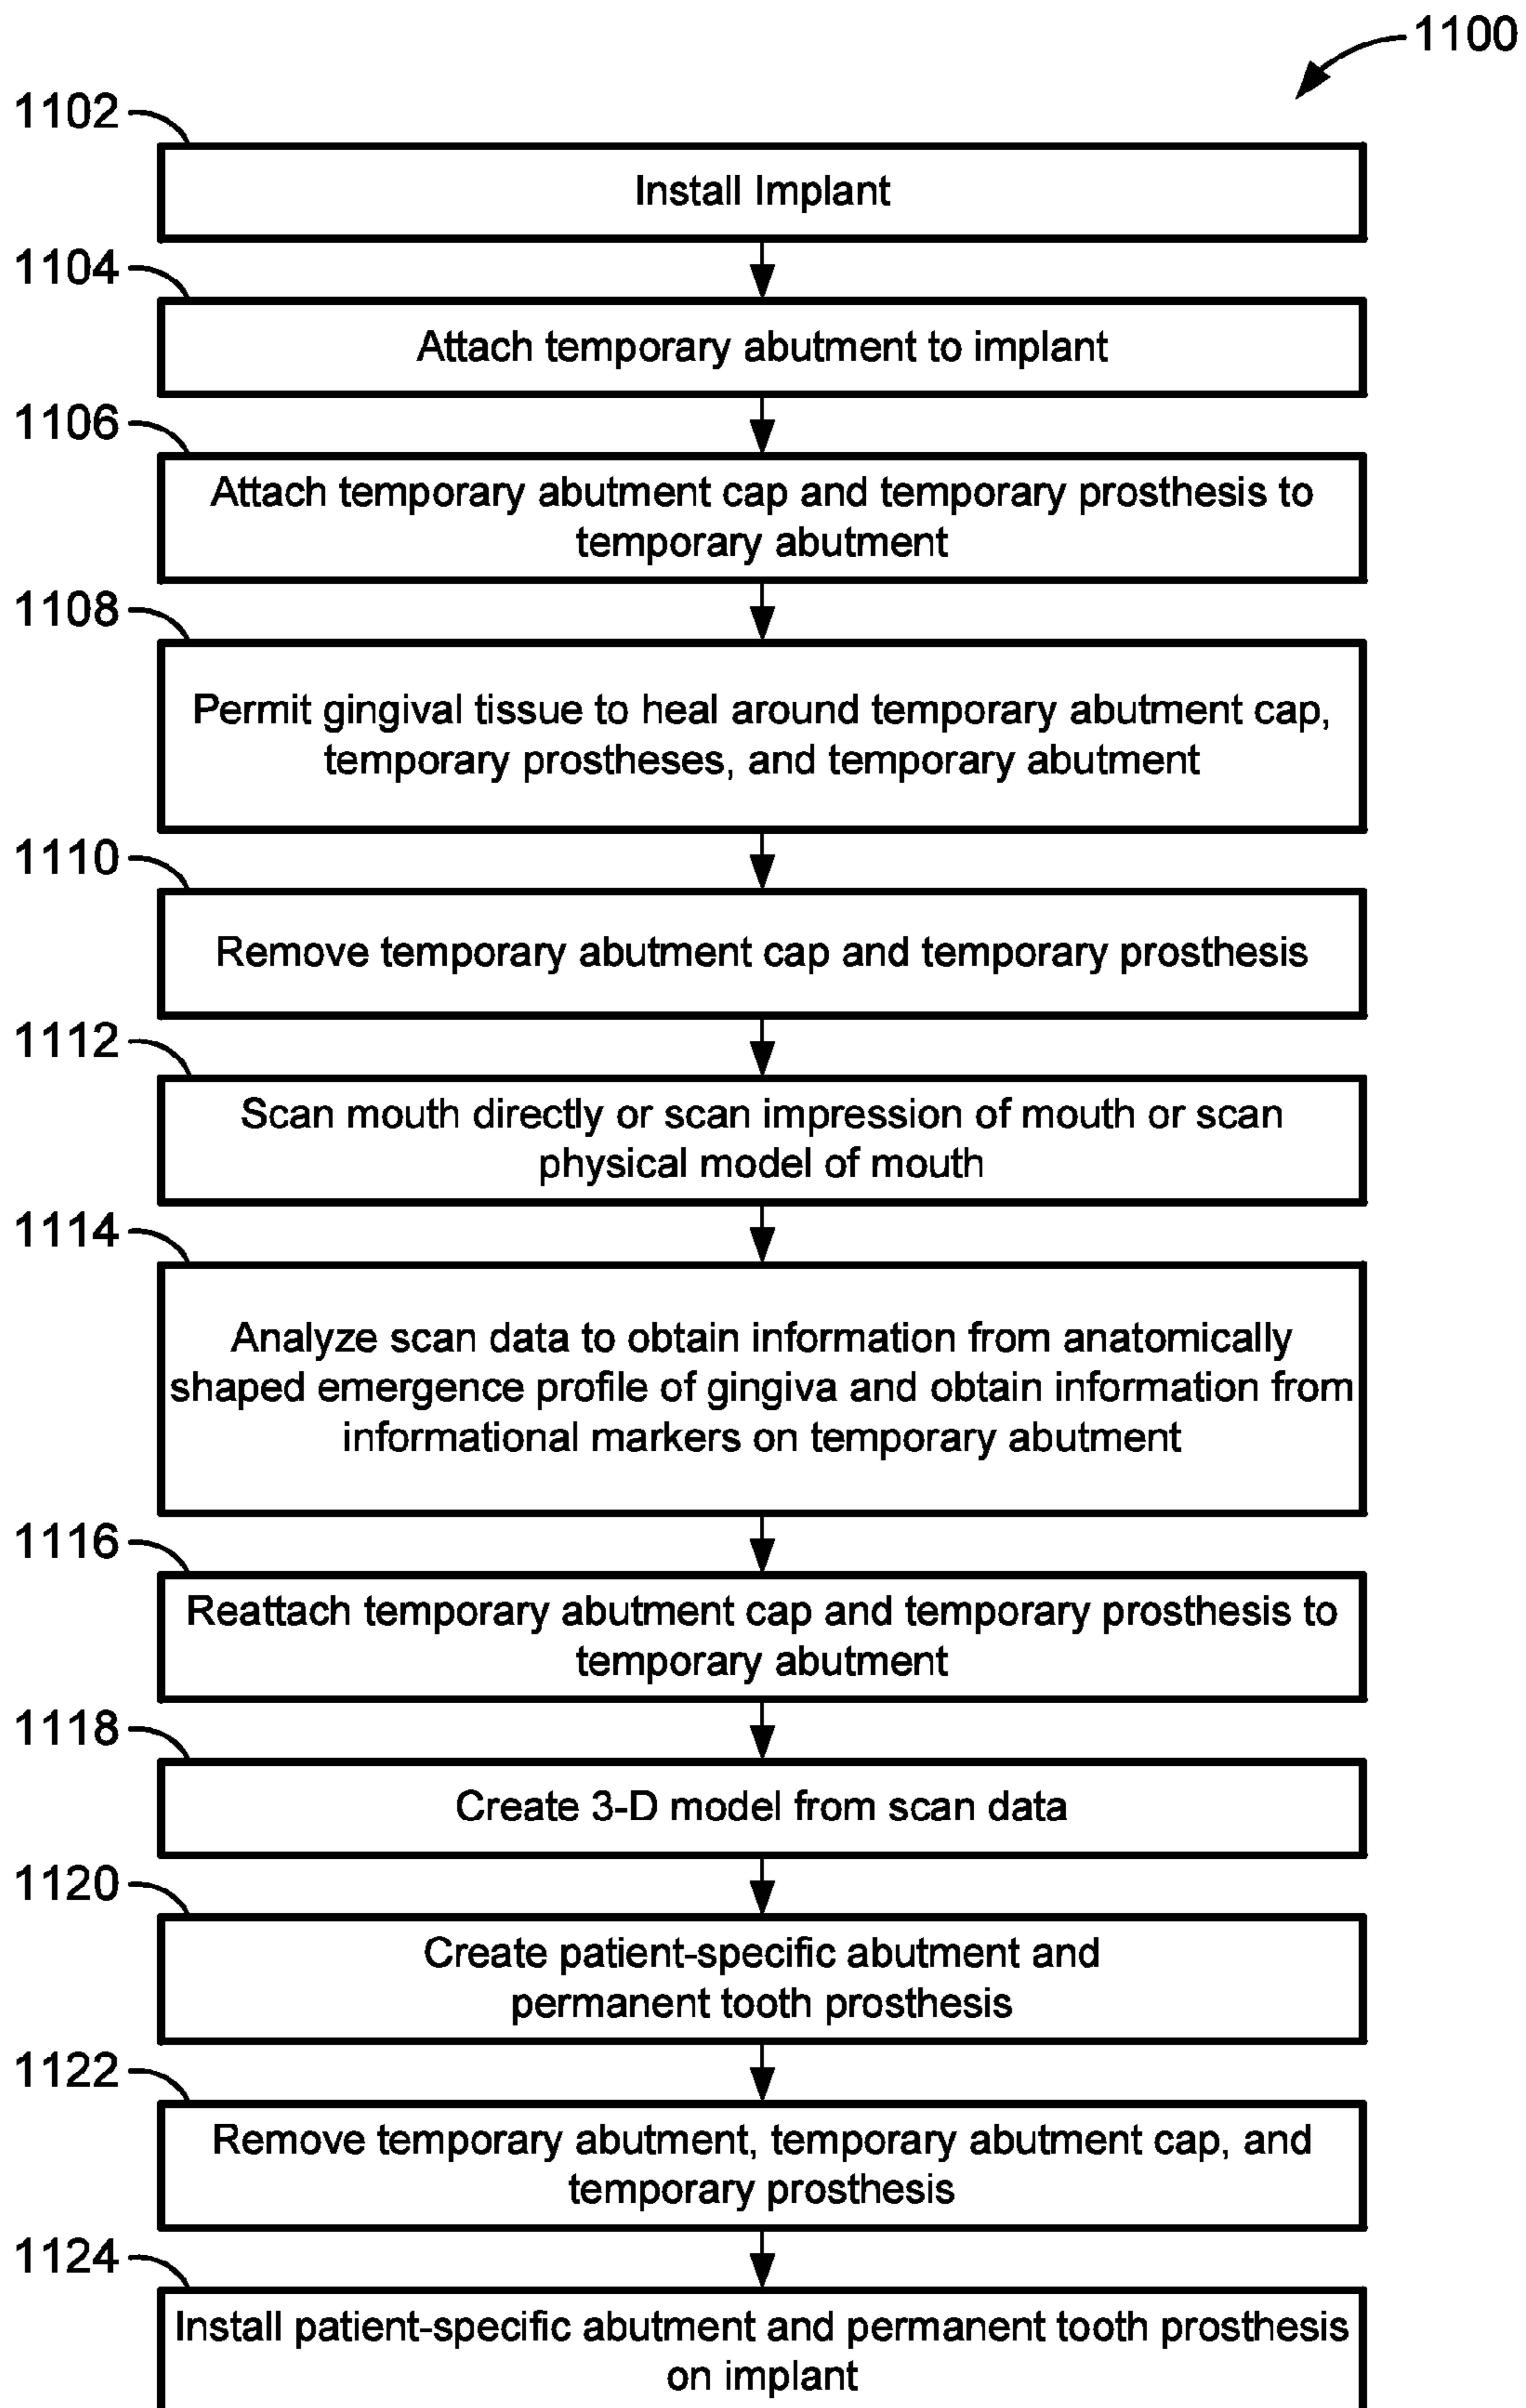 1100
1102
Install Implant
1104
Attach temporary abutment to implant
1106
Attach temporary abutment cap and temporary prosthesis to
temporary abutment
1108
Permit gingival tissue to heal around temporary abutment cap,
temporary prostheses, and temporary abutment
1110
Remove temporary abutment cap and temporary prosthesis
1112
Scan mouth directly or scan impression of mouth or scan
physical model of mouth
1114
Analyze scan data to obtain information from anatomically
shaped emergence profile of gingiva and obtain information from
informational markers on temporary abutment
1116
Reattach temporary abutment cap and temporary prosthesis to
temporary abutment
1118
Create 3-D model from scan data
1120
Create patient-specific abutment and
permanent tooth prosthesis
1122
Remove temporary abutment, temporary abutment cap, and
temporary prosthesis
1124
Install patient-specific abutment and permanent tooth prosthesis
on implant